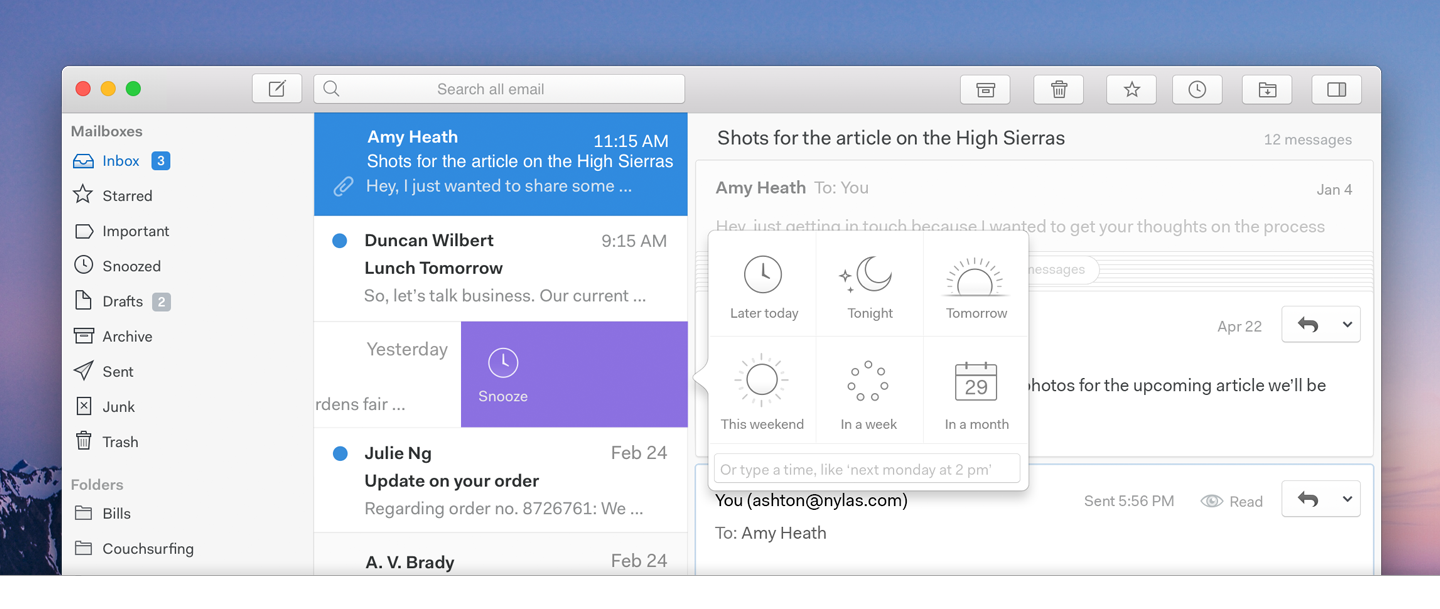 Search all email
Mailboxes
Inbox 3
Starred
Important
Snoozed
Drafts 2
Archive
Sent
Junk
Trash
Folders
Bills
Couchsurfing
Amy Heath 11:15 AM
Shots for the article on the High Sierras
Hey, I just wanted to share some ...
Duncan Wilbert 9:15 AM
Lunch Tomorrow
So, let's talk business. Our current ...
Yesterday
rdens fair ...
Snooze
Julie Ng Feb 24
Update on your order
Regarding order no. 8726761: We ...
A. V. Brady Feb 24
Shots for the article on the High Sierras 12 messages
Amy Heath To: You Jan 4
Hey, just getting in touch because I wanted to get your thoughts on the process
messages
Apr 22
photos for the upcoming article we'll be
Later today
Tonight
Tomorrow
This weekend
In a week
29
In a month
Or type a time, like 'next monday at 2 pm'
You (ashton@nylas.com) Sent 5:56 PM Read
To: Amy Heath